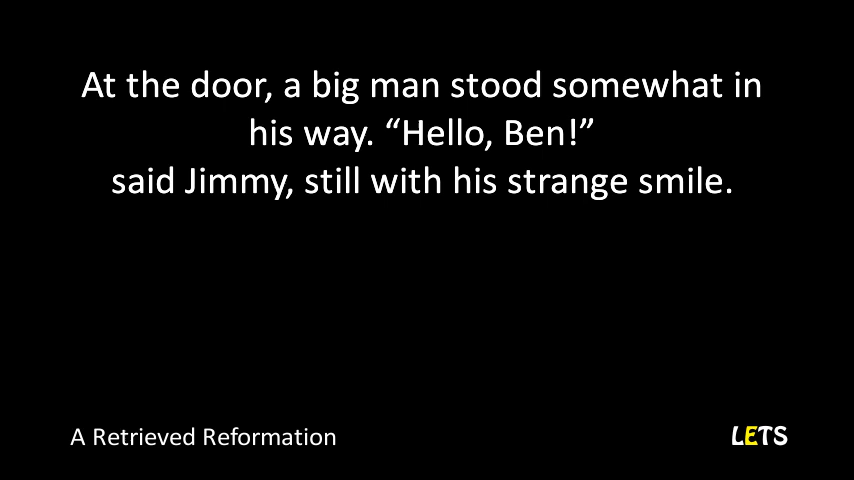 At the door, a big man stood somewhat in
his way. “Hello, Ben!”
said Jimmy, still with his strange smile.
A Retrieved Reformation
LETS